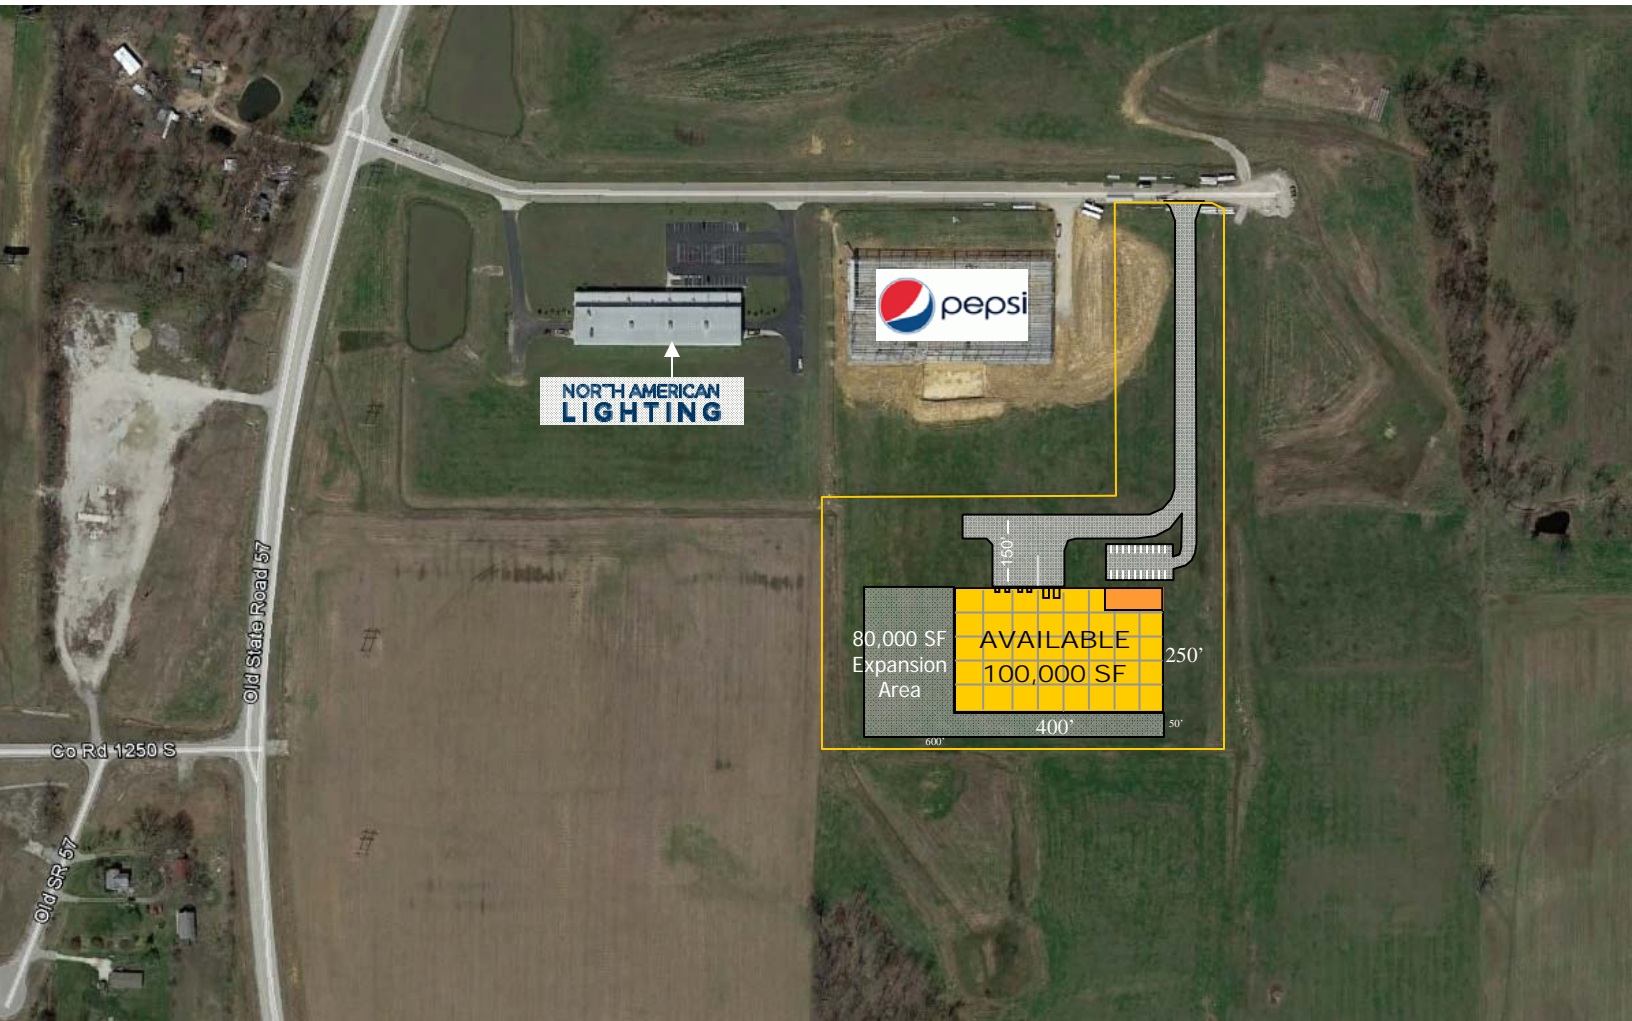 pepsi
NORTH AMERICAN
LIGHTING
150'
80,000 SF
Expansion
Area
AVAILABLE
100,000 SF
250'
400'
50'
600'
Old State Road 57
Co Rd 1250 S
Old SR 57